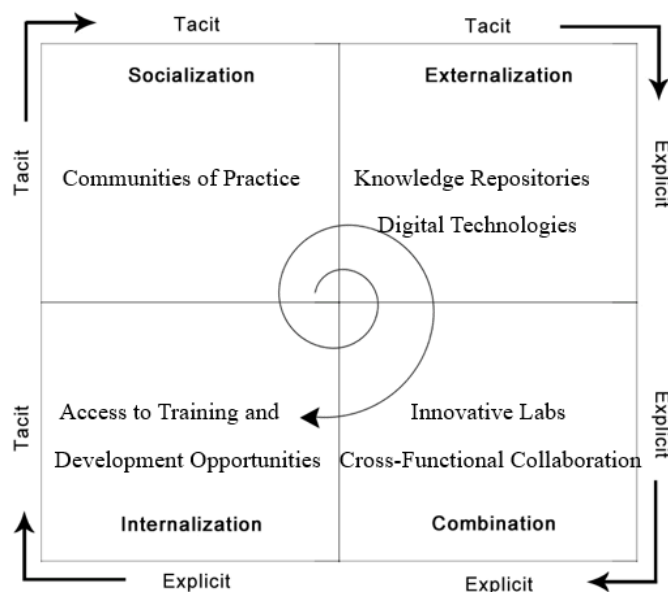 Tacit
Tacit
Socialization
Externalization
Tacit
Explicit
Communities of Practice
Knowledge Repositories
Digital Technologies
Access to Training and
Development Opportunities
Innovative Labs
Cross-Functional Collaboration
Tacit
Explicit
Internalization
Combination
Explicit
Explicit